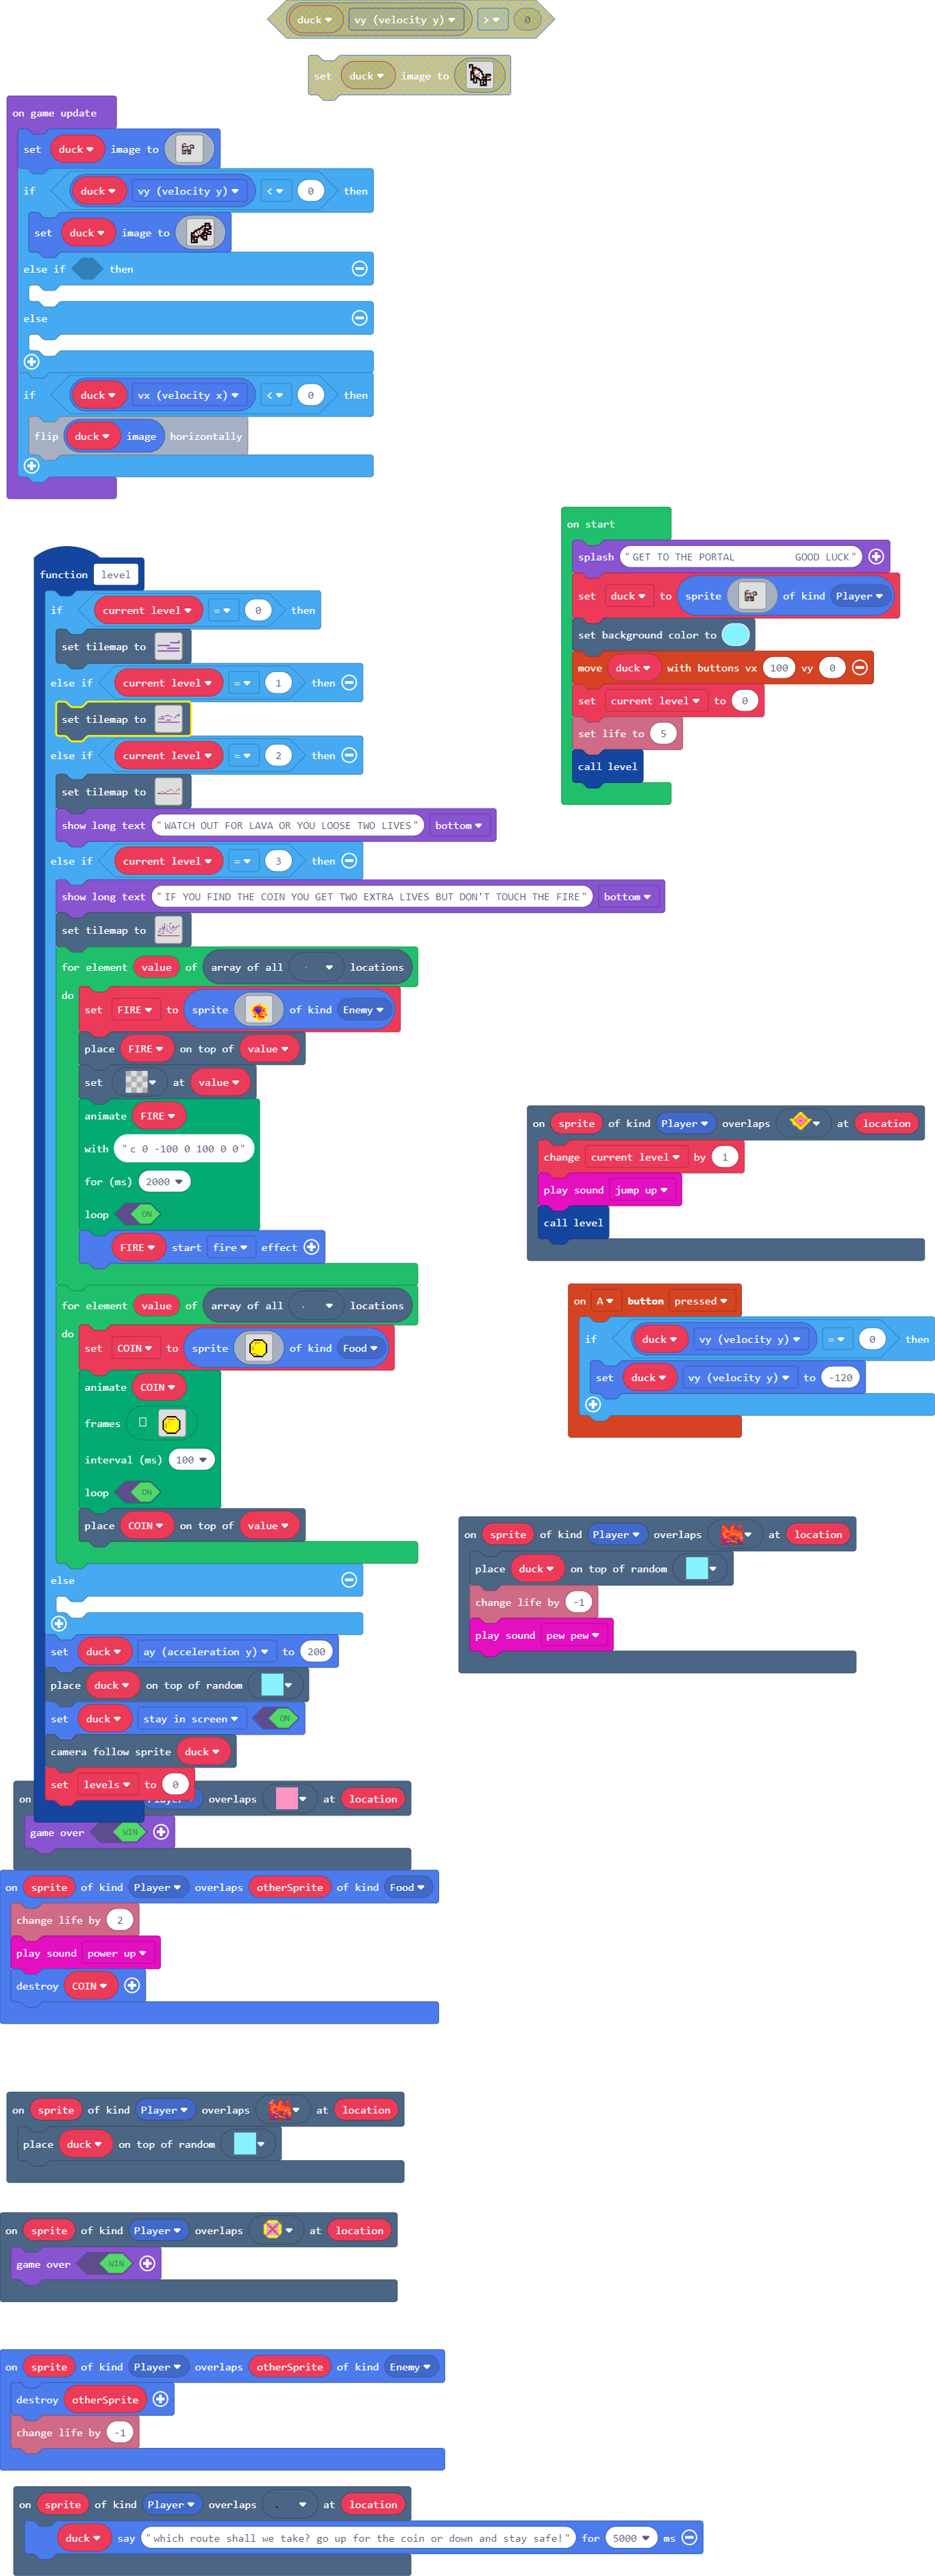 duck vy (velocity y) > 0
set duck image to
on game update
set duck image to
if duck vy (velocity y) < 0 then
set duck image to
else if then
else
if duck vx (velocity x) < 0 then
flip duck image horizontally
on start
splash "GET TO THE PORTAL GOOD LUCK"
set duck to sprite of kind Player
set background color to
move duck with buttons vx 100 vy 0
set current level to 0
set life to 5
call level
function level
if current level = 0 then
set tilemap to
else if current level = 1 then
set tilemap to
else if current level = 2 then
set tilemap to
show long text "WATCH OUT FOR LAVA OR YOU LOOSE TWO LIVES" bottom
else if current level = 3 then
show long text "IF YOU FIND THE COIN YOU GET TWO EXTRA LIVES BUT DON'T TOUCH THE FIRE" bottom
set tilemap to
for element value of array of all locations
do
set FIRE to sprite of kind Enemy
place FIRE on top of value
set at value
animate FIRE
with "c 0 -100 0 100 0 0"
for (ms) 2000
loop ON
FIRE start fire effect
for element value of array of all locations
do
set COIN to sprite of kind Food
animate COIN
frames
interval (ms) 100
loop ON
place COIN on top of value
else
set duck ay (acceleration y) to 200
place duck on top of random
set duck stay in screen ON
camera follow sprite duck
set levels to 0
on sprite of kind Player overlaps at location
change current level by 1
play sound jump up
call level
on A button pressed
if duck vy (velocity y) = 0 then
set duck vy (velocity y) to -120
on sprite of kind Player overlaps at location
place duck on top of random
change life by -1
play sound pew pew
on Player overlaps at location
game over WIN
on sprite of kind Player overlaps otherSprite of kind Food
change life by 2
play sound power up
destroy COIN
on sprite of kind Player overlaps at location
place duck on top of random
on sprite of kind Player overlaps at location
game over WIN
on sprite of kind Player overlaps otherSprite of kind Enemy
destroy otherSprite
change life by -1
on sprite of kind Player overlaps at location
duck say "which route shall we take? go up for the coin or down and stay safe!" for 5000 ms